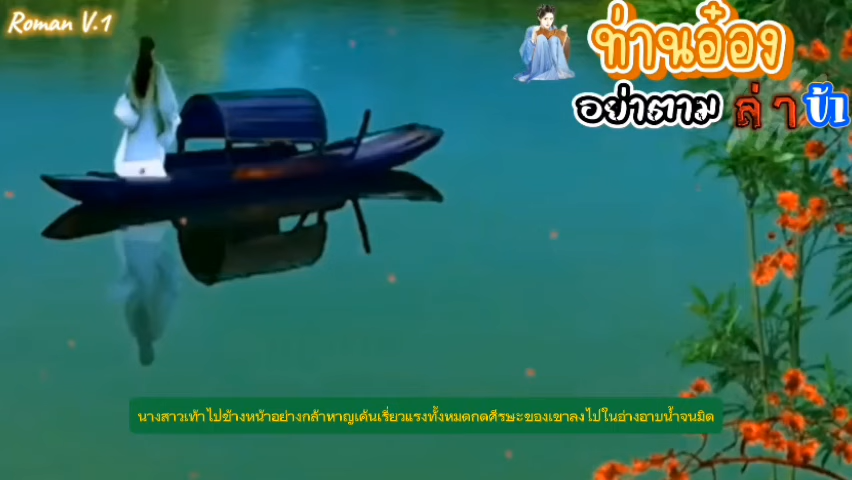 Roman V.1
ท่านอ๋อง
อย่าตาม ล่า ข้า
นางสาวเท้าไปข้างหน้าอย่างกล้าหาญเค้นเรี่ยวแรงทั้งหมดกดศีรษะของเขาลงไปในอ่างอาบน้ำจนมิด